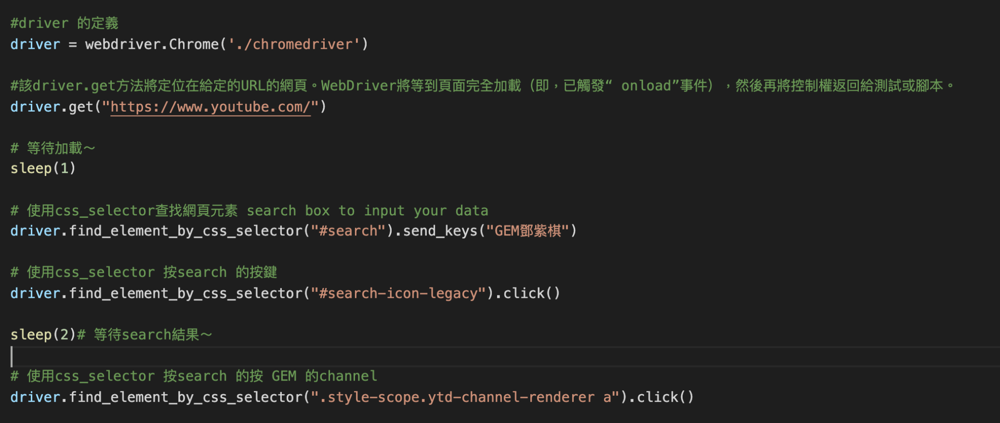 #driver 的定義
driver = webdriver.Chrome('./chromedriver')
#該driver.get方法將定位在給定的URL的網頁。WebDriver將等到頁面完全加載（即，已觸發“ onload”事件），然後再將控制權返回給測試或腳本。
driver.get("https://www.youtube.com/")
# 等待加載～
sleep(1)
# 使用css_selector查找網頁元素 search box to input your data
driver.find_element_by_css_selector("#search").send_keys("GEM鄧紫棋")
# 使用css_selector 按search 的按鍵
driver.find_element_by_css_selector("#search-icon-legacy").click()
sleep(2)# 等待search結果～
# 使用css_selector 按search 的按 GEM 的channel
driver.find_element_by_css_selector(".style-scope.ytd-channel-renderer a").click()